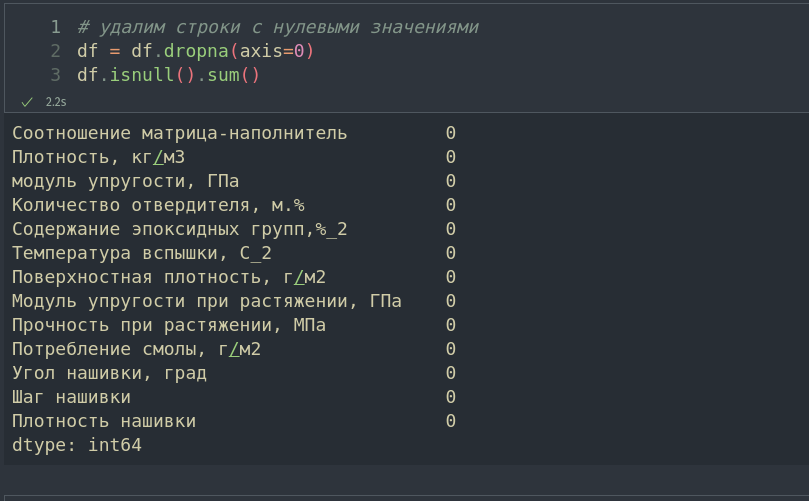 1 # удалим строки с нулевыми значениями
2 df = df.dropna(axis=0)
3 df.isnull().sum()
✓ 2.2s
Соотношение матрица-наполнитель 0
Плотность, кг/м3 0
модуль упругости, ГПа 0
Количество отвердителя, м.% 0
Содержание эпоксидных групп,%_2 0
Температура вспышки, С_2 0
Поверхностная плотность, г/м2 0
Модуль упругости при растяжении, ГПа 0
Прочность при растяжении, МПа 0
Потребление смолы, г/м2 0
Угол нашивки, град 0
Шаг нашивки 0
Плотность нашивки 0
dtype: int64